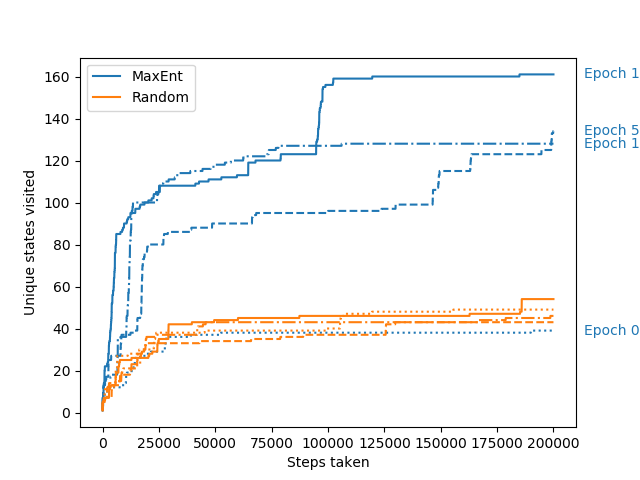 MaxEnt
Random
Epoch 1
Epoch 5
Epoch 1
Epoch 0
160
140
120
100
80
60
40
20
0
Unique states visited
0 25000 50000 75000 100000 125000 150000 175000 200000
Steps taken